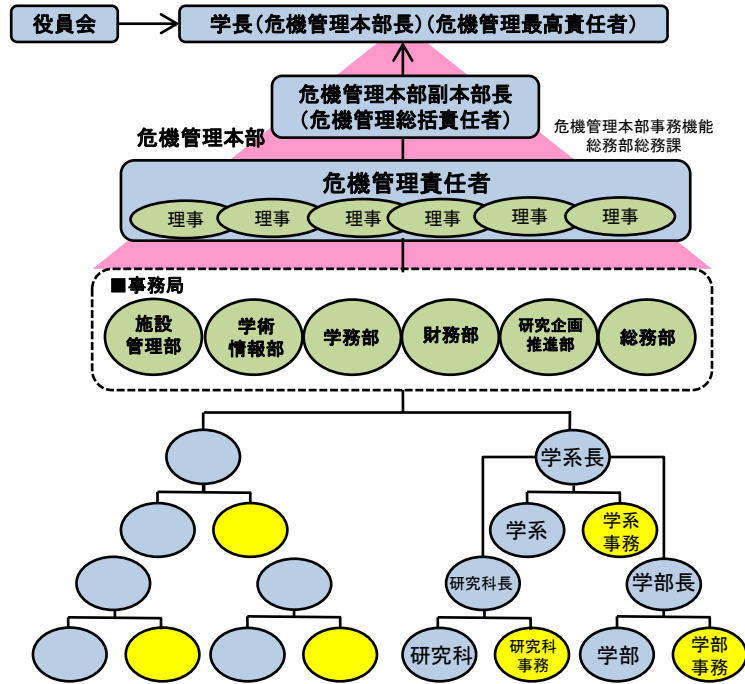 役員会
学長(危機管理本部長)(危機管理最高責任者)
危機管理本部副本部長
(危機管理総括責任者)
危機管理本部
危機管理本部事務機能
総務部総務課
危機管理責任者
理事
理事
理事
理事
理事
理事
■事務局
施設
管理部
学術
情報部
学務部
財務部
研究企画
推進部
総務部
学系長
学系
学系
事務
研究科長
学部長
研究科
研究科
事務
学部
学部
事務